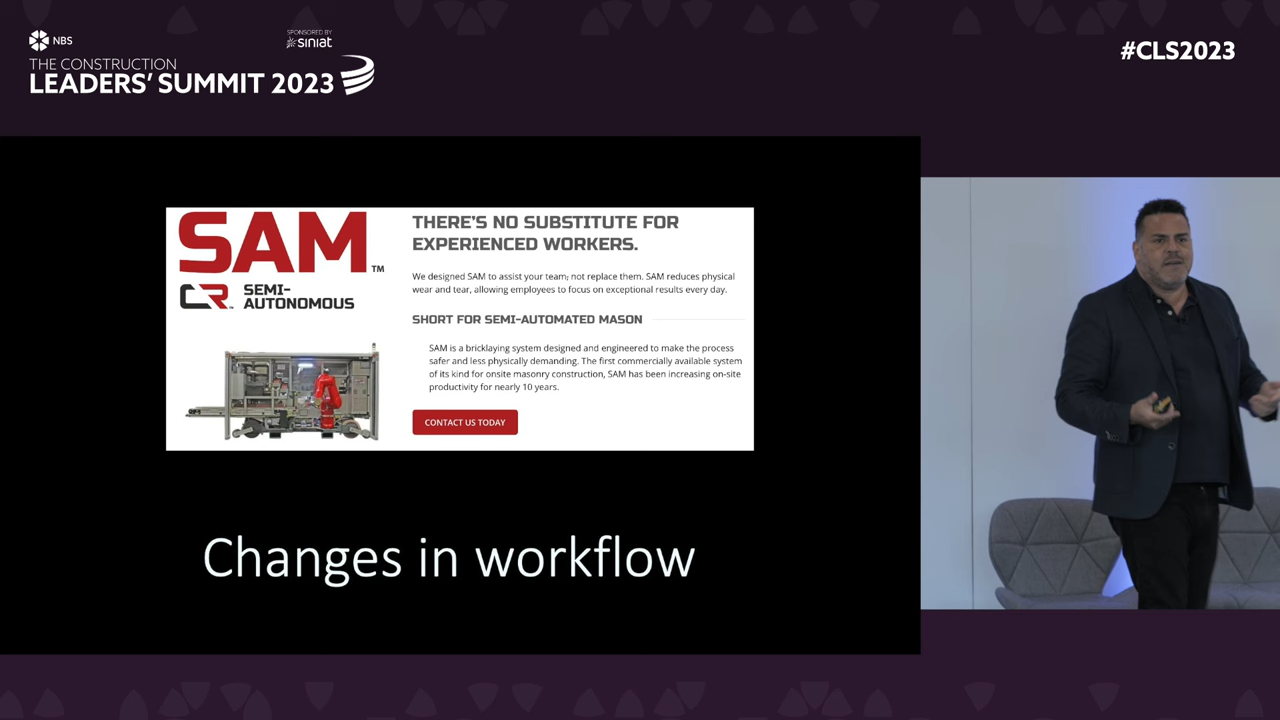 NBS
SPONSORED BY
siniat
THE CONSTRUCTION
LEADERS' SUMMIT 2023
#CLS2023
SAM™
CR™ SEMI-
AUTONOMOUS
THERE'S NO SUBSTITUTE FOR
EXPERIENCED WORKERS.
We designed SAM to assist your team; not replace them. SAM reduces physical
wear and tear, allowing employees to focus on exceptional results every day.
SHORT FOR SEMI-AUTOMATED MASON
SAM is a bricklaying system designed and engineered to make the process
safer and less physically demanding. The first commercially available system
of its kind for onsite masonry construction, SAM has been increasing on-site
productivity for nearly 10 years.
CONTACT US TODAY
Changes in workflow